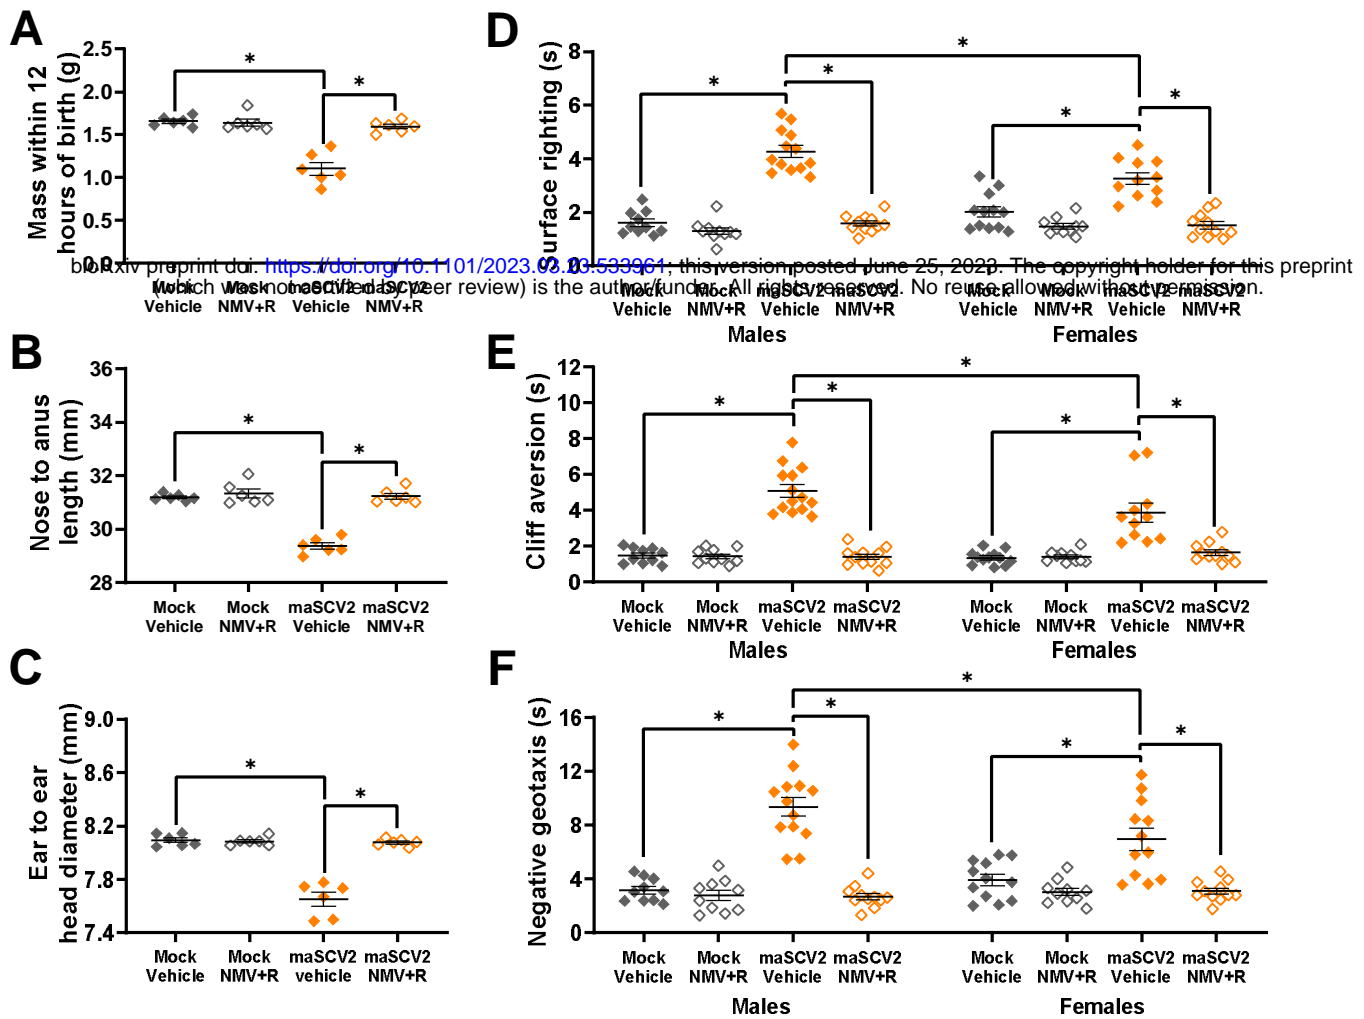 A
Mass within 12
hours of birth (g)
2.5
2.0
1.5
1.0
0.5
0.0
*
*
Mock
Vehicle
Mock
NMV+R
maSCV2
Vehicle
maSCV2
NMV+R
D
Surface righting (s)
8
6
4
2
0
*
*
*
*
*
bioRxiv preprint doi: https://doi.org/10.1101/2023.03.23.533961; this version posted June 25, 2023. The copyright holder for this preprint
(which was not certified by peer review) is the author/funder. All rights reserved. No reuse allowed without permission.
Mock
Vehicle
Mock
NMV+R
maSCV2
Vehicle
maSCV2
NMV+R
Mock
Vehicle
Mock
NMV+R
maSCV2
Vehicle
maSCV2
NMV+R
Males
Females
B
Nose to anus
length (mm)
36
34
32
30
28
*
*
Mock
Vehicle
Mock
NMV+R
maSCV2
Vehicle
maSCV2
NMV+R
E
Cliff aversion (s)
12
10
8
6
4
2
0
*
*
*
*
*
Mock
Vehicle
Mock
NMV+R
maSCV2
Vehicle
maSCV2
NMV+R
Mock
Vehicle
Mock
NMV+R
maSCV2
Vehicle
maSCV2
NMV+R
Males
Females
C
Ear to ear
head diameter (mm)
9.0
8.6
8.2
7.8
7.4
*
*
Mock
Vehicle
Mock
NMV+R
maSCV2
vehicle
maSCV2
NMV+R
F
Negative geotaxis (s)
16
12
8
4
0
*
*
*
*
*
Mock
Vehicle
Mock
NMV+R
maSCV2
Vehicle
maSCV2
NMV+R
Mock
Vehicle
Mock
NMV+R
maSCV2
Vehicle
maSCV2
NMV+R
Males
Females